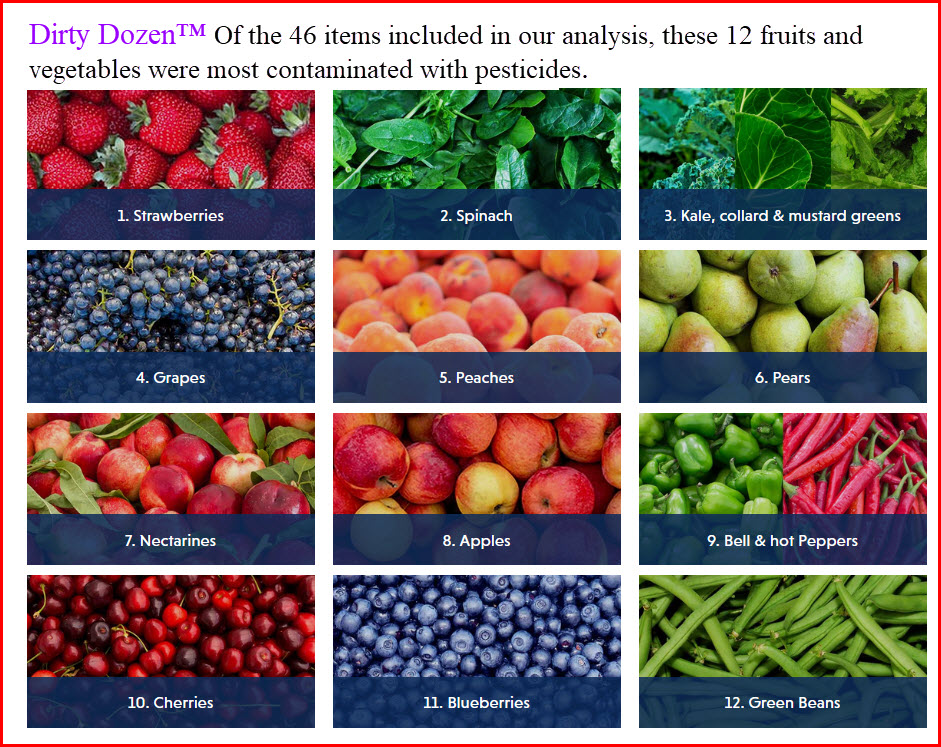 Dirty Dozen™ Of the 46 items included in our analysis, these 12 fruits and
vegetables were most contaminated with pesticides.
1. Strawberries
2. Spinach
3. Kale, collard & mustard greens
4. Grapes
5. Peaches
6. Pears
7. Nectarines
8. Apples
9. Bell & hot Peppers
10. Cherries
11. Blueberries
12. Green Beans